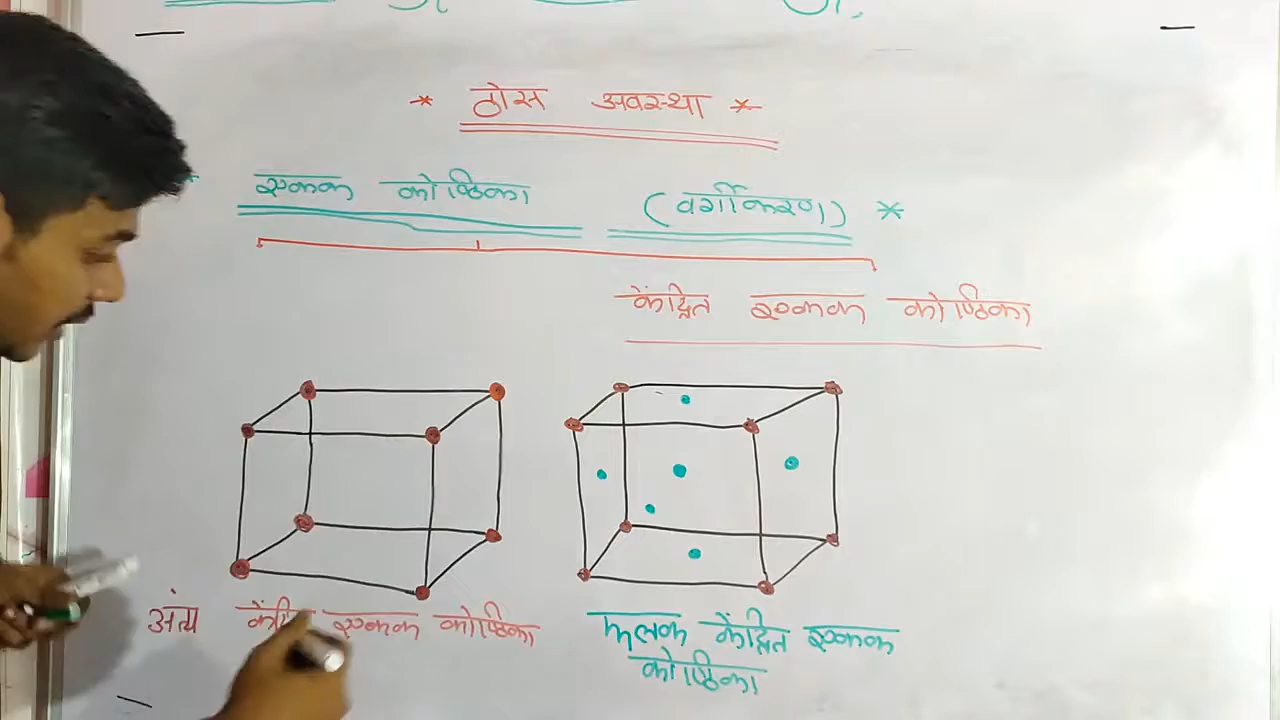 * ठोस अवस्था *
* एकक कोष्ठिका (वर्गीकरण) *
केंद्रित एकक कोष्ठिका
अंत्य केंद्रित एकक कोष्ठिका
फलक केंद्रित एकक
कोष्ठिका